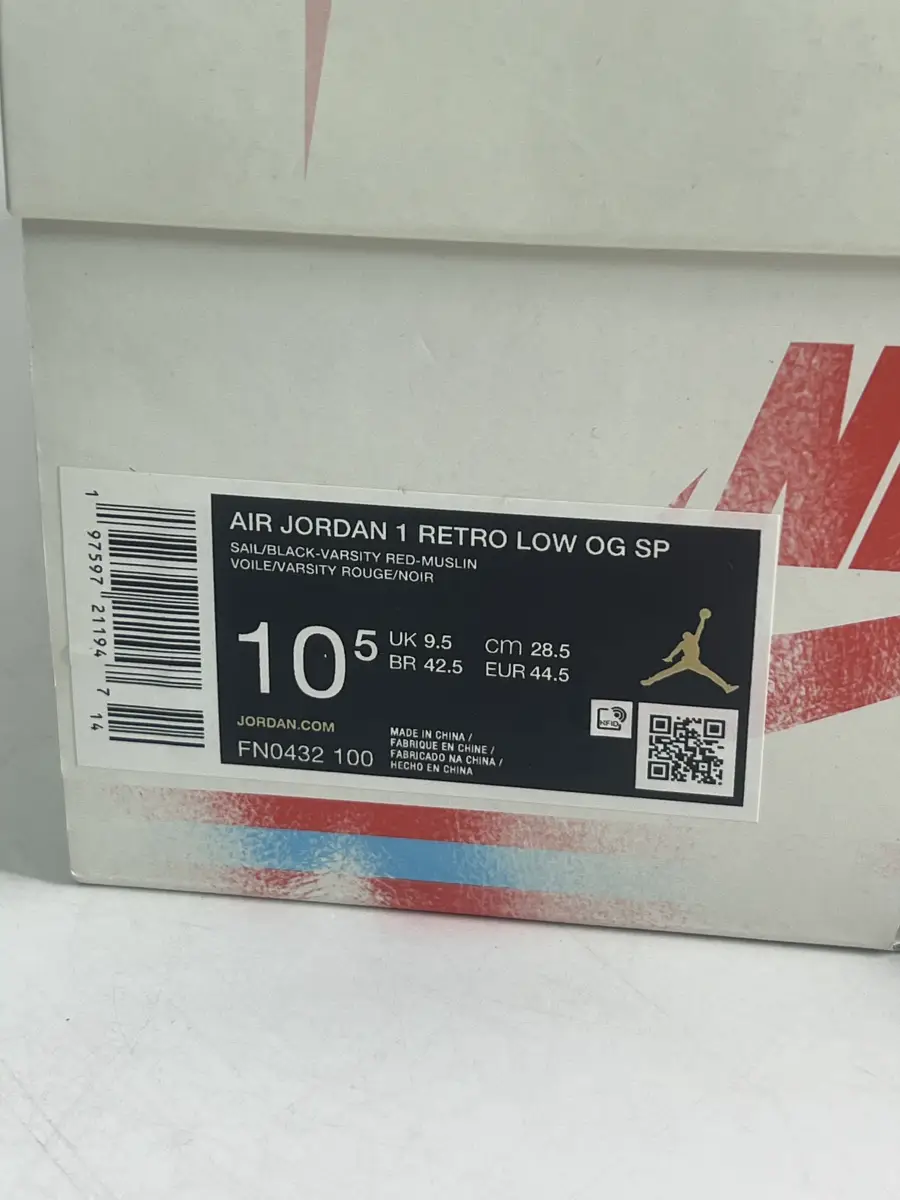 AIR JORDAN 1 RETRO LOW OG SP
SAIL/BLACK-VARSITY RED-MUSLIN
VOILE/VARSITY ROUGE/NOIR
10 5
UK 9.5 CM 28.5
BR 42.5 EUR 44.5
JORDAN.COM
FN0432 100
MADE IN CHINA /
FABRIQUE EN CHINE /
FABRICADO NA CHINA /
HECHO EN CHINA
RFID
1 97597 21194 7 14